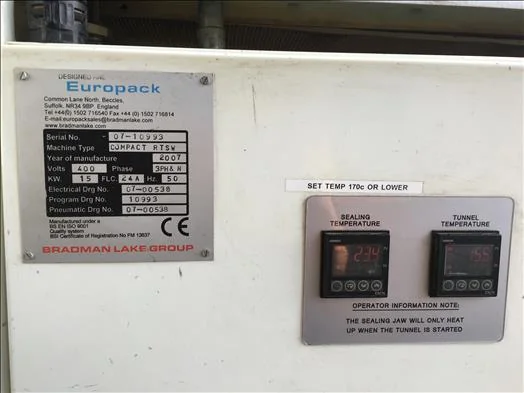 DESIGNED AND
Europack
Common Lane North, Beccles,
Suffolk. NR34 9BP. England
Tel +44(0) 1502 716540 Fax +44 (0) 1502 716814
E-mail:europacksales@bradmanlake.com
www.bradmanlake.com
Serial No. 07-10993
Machine Type COMPACT RTSW
Year of manufacture 2007
Volts 400 Phase 3PH& N
KW. 15 FLC. 24A Hz. 50
Electrical Drg No. 07-00538
Program Drg No. 10993
Pneumatic Drg No. 07-00538
Manufactured under a
BS EN ISO 9001
Quality system
BSI Certificate of Registration No FM 13637
CE
BRADMAN LAKE GROUP
SET TEMP 170c OR LOWER
SEALING
TEMPERATURE
TUNNEL
TEMPERATURE
omron
234
omron
155
OPERATOR INFORMATION NOTE:
THE SEALING JAW WILL ONLY HEAT
UP WHEN THE TUNNEL IS STARTED